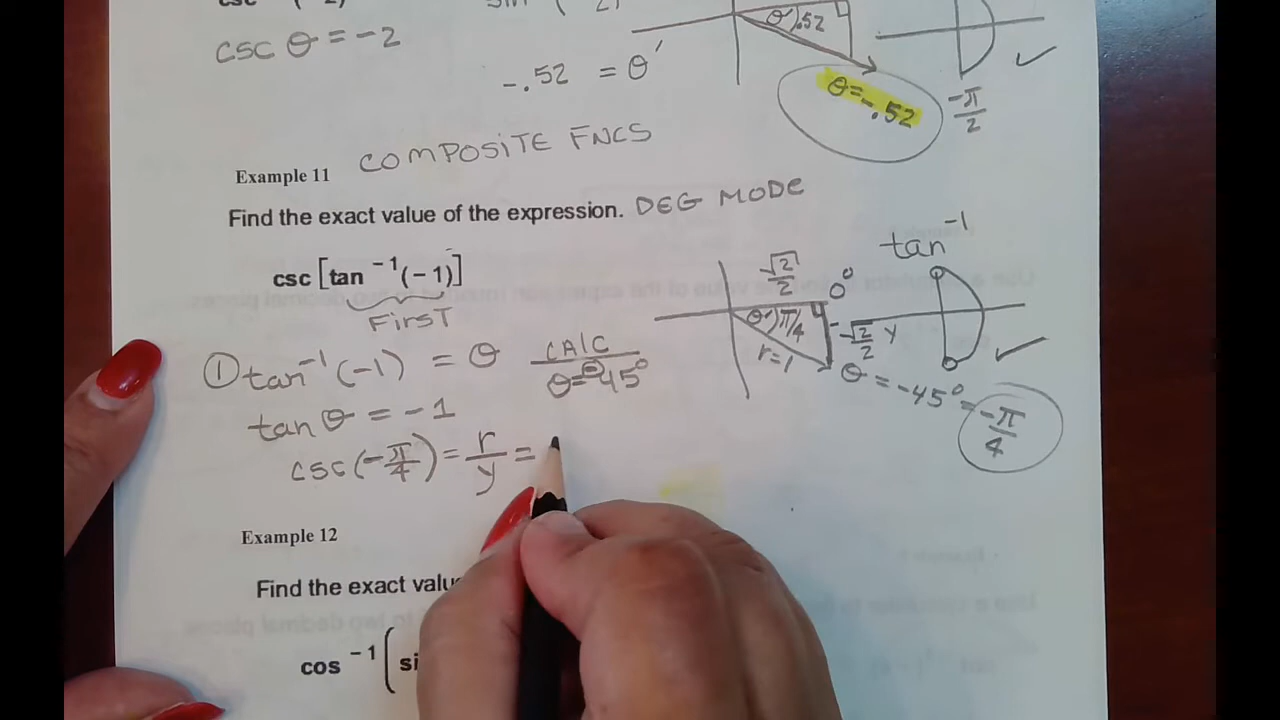 csc θ = -2
-.52 = θ'
θ').52
θ = -.52
-π/2
COMPOSITE FNCS
Example 11
Find the exact value of the expression. DEG MODE
csc [tan⁻¹(-1)]
FirsT
① tan⁻¹(-1) = θ
CAlC
θ = -45°
tan θ = -1
csc(-π/4) = r/y =
√2/2
0°
θ')π/4
-√2/2 y
r=1
θ = -45° = -π/4
tan⁻¹
Example 12
Find the exact valu
cos⁻¹( si